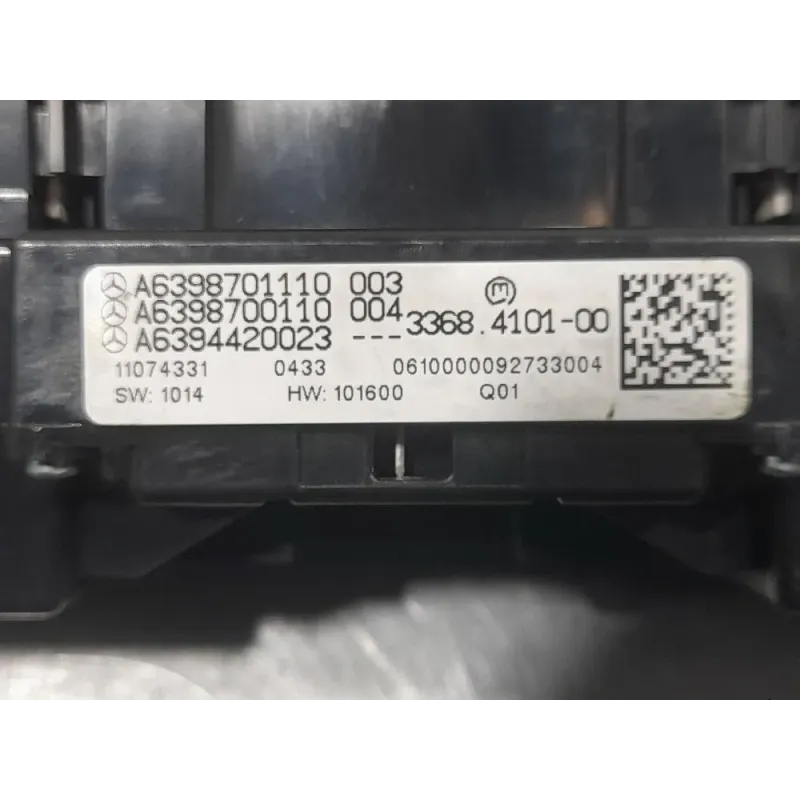 A6398701110 003
A6398700110 004
A6394420023 --- 3368.4101-00
11074331 0433 0610000092733004
SW: 1014 HW: 101600 Q01